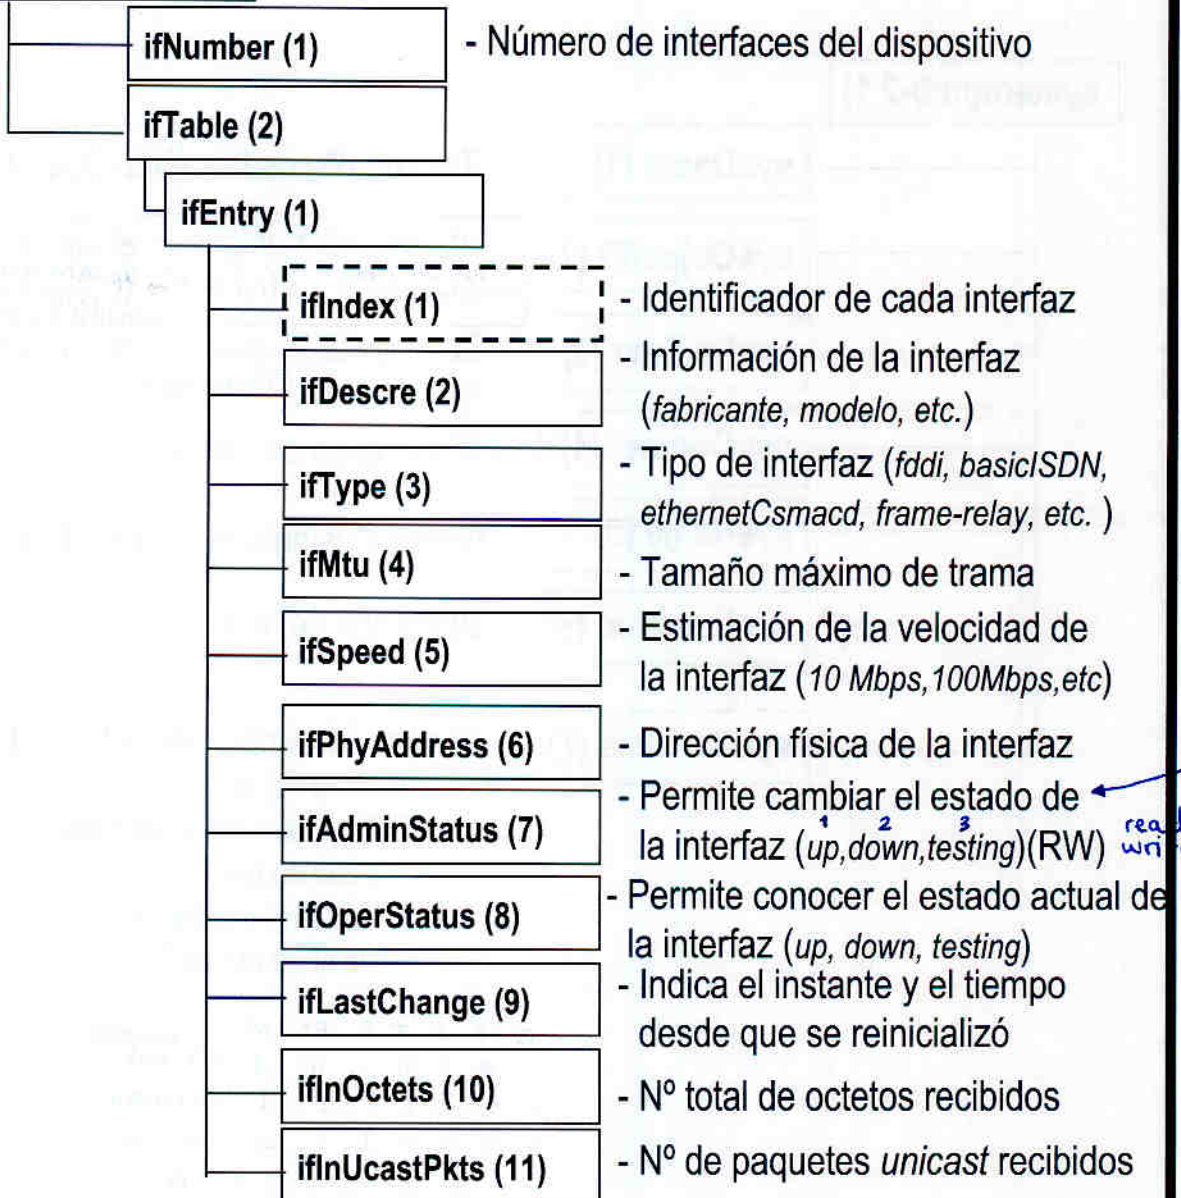 ifNumber (1)
- Número de interfaces del dispositivo
ifTable (2)
ifEntry (1)
ifIndex (1)
- Identificador de cada interfaz
ifDescre (2)
- Información de la interfaz
(fabricante, modelo, etc.)
ifType (3)
- Tipo de interfaz (fddi, basicISDN,
ethernetCsmacd, frame-relay, etc. )
ifMtu (4)
- Tamaño máximo de trama
ifSpeed (5)
- Estimación de la velocidad de
la interfaz (10 Mbps,100Mbps,etc)
ifPhyAddress (6)
- Dirección física de la interfaz
ifAdminStatus (7)
- Permite cambiar el estado de
1 2 3
la interfaz (up,down,testing)(RW)
ifOperStatus (8)
- Permite conocer el estado actual de
la interfaz (up, down, testing)
ifLastChange (9)
- Indica el instante y el tiempo
desde que se reinicializó
ifInOctets (10)
- Nº total de octetos recibidos
ifInUcastPkts (11)
- Nº de paquetes unicast recibidos